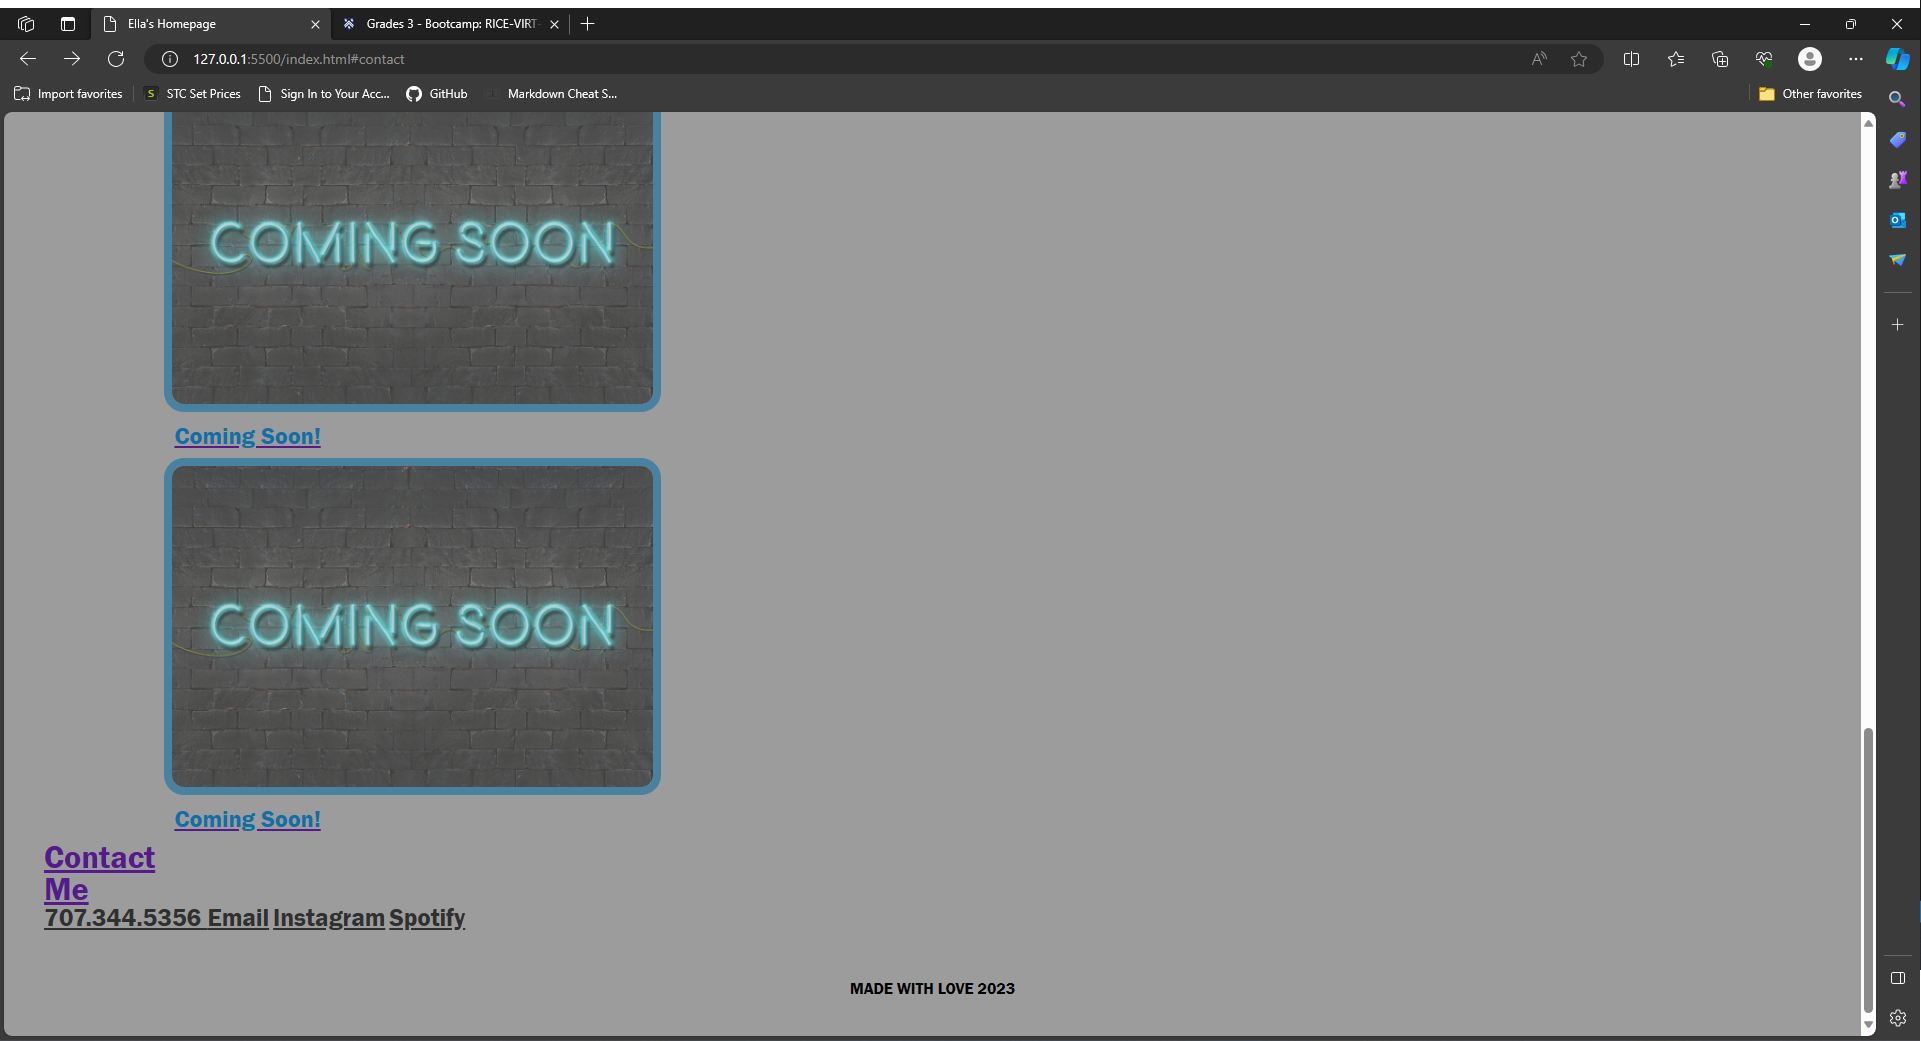 Ella's Homepage
Grades 3 - Bootcamp: RICE-VIRT-
127.0.0.1:5500/index.html#contact
Import favorites
STC Set Prices
Sign In to Your Acc...
GitHub
Markdown Cheat S...
Other favorites
COMING SOON
Coming Soon!
COMING SOON
Coming Soon!
Contact
Me
707.344.5356 Email Instagram Spotify
MADE WITH LOVE 2023